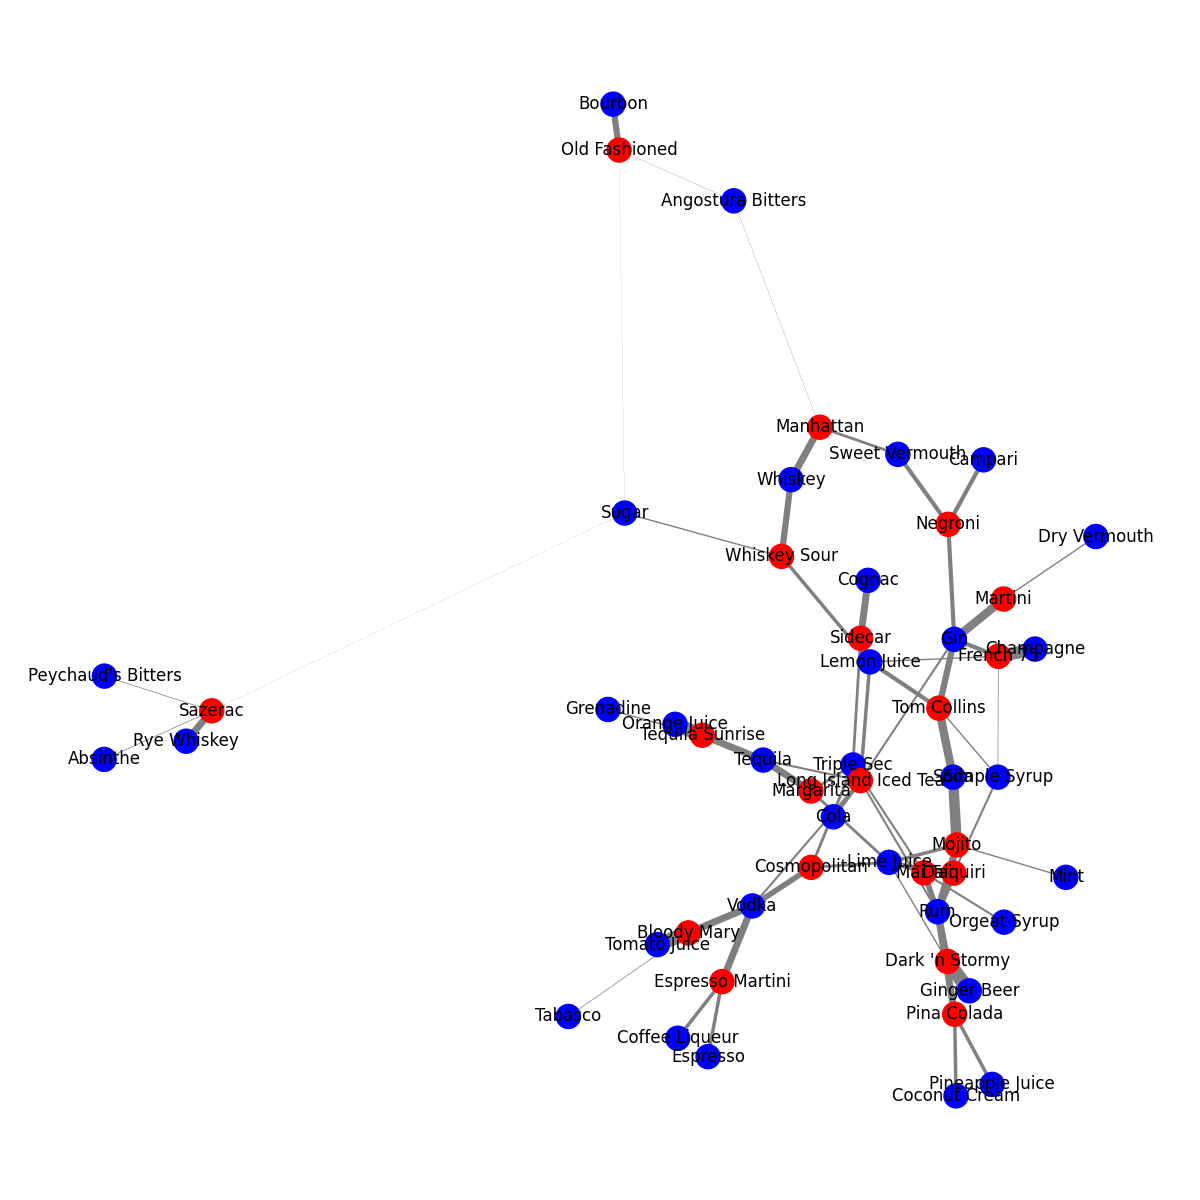 Bourbon
Old Fashioned
Angostura Bitters
Manhattan
Sweet Vermouth
Campari
Whiskey
Sugar
Negroni
Dry Vermouth
Whiskey Sour
Cognac
Martini
Sidecar
Gin
Champagne
French 75
Lemon Juice
Peychaud's Bitters
Sazerac
Rye Whiskey
Absinthe
Grenadine
Orange Juice
Tequila Sunrise
Tom Collins
Tequila
Triple Sec
Long Island Iced Tea
Soda
Simple Syrup
Margarita
Cola
Mojito
Cosmopolitan
Lime Juice
Mai Tai
Daiquiri
Mint
Vodka
Rum
Orgeat Syrup
Bloody Mary
Tomato Juice
Dark 'n Stormy
Espresso Martini
Ginger Beer
Tabasco
Pina Colada
Coffee Liqueur
Espresso
Pineapple Juice
Coconut Cream